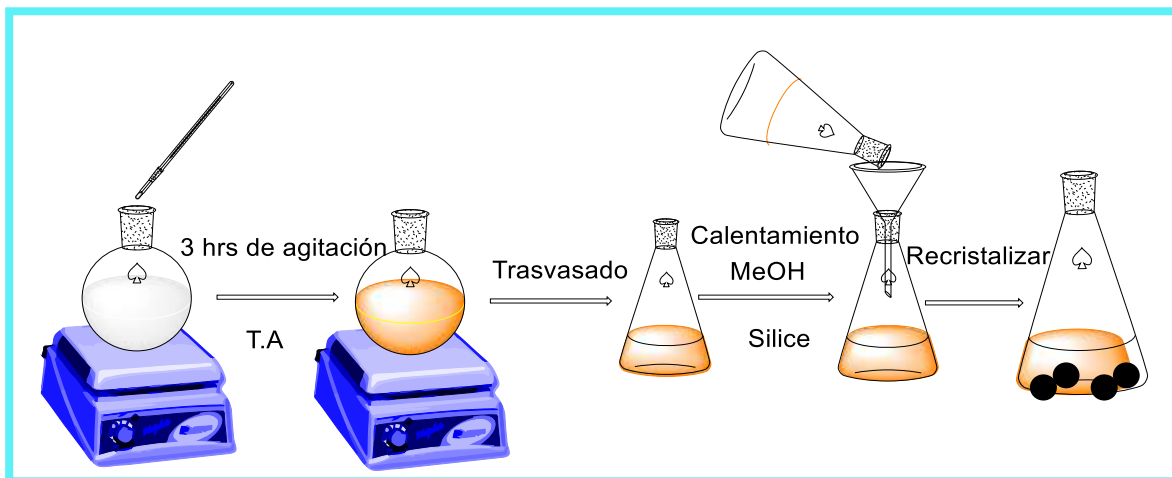 3 hrs de agitación
T.A
Trasvasado
Calentamiento
MeOH
Silice
Recristalizar